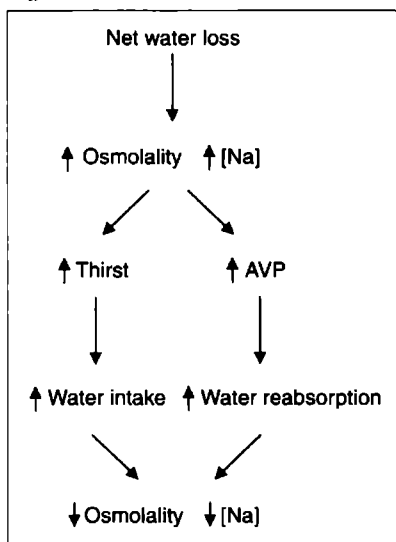 Net water loss
↑ Osmolality ↑ [Na]
↑ Thirst ↑ AVP
↑ Water intake ↑ Water reabsorption
↓ Osmolality ↓ [Na]